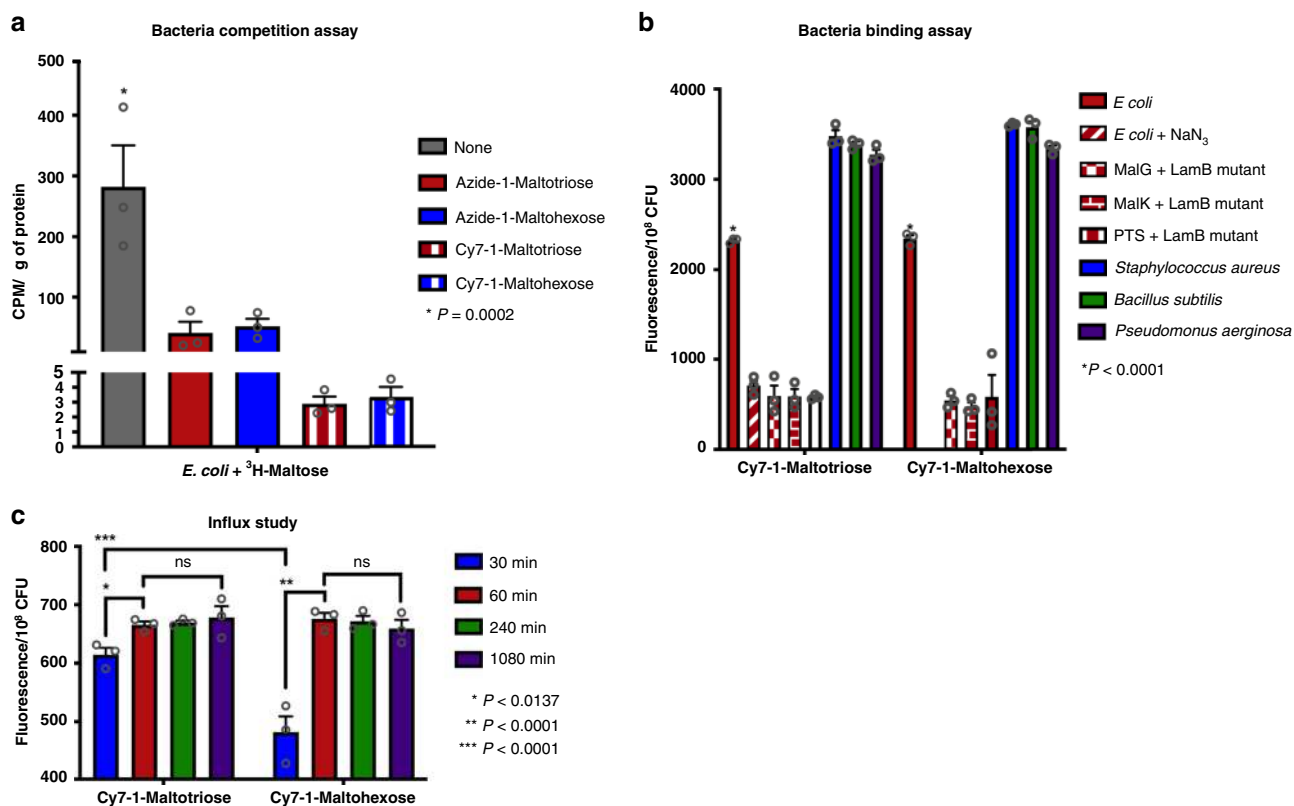 a
Bacteria competition assay
500
400
300
200
100
5
4
3
2
1
0
CPM/ g of protein
*
E. coli + ³H-Maltose
None
Azide-1-Maltotriose
Azide-1-Maltohexose
Cy7-1-Maltotriose
Cy7-1-Maltohexose
* P = 0.0002
b
Bacteria binding assay
4000
3000
2000
1000
0
Fluorescence/10⁸ CFU
*
*
Cy7-1-Maltotriose
Cy7-1-Maltohexose
E coli
E coli + NaN₃
MalG + LamB mutant
MalK + LamB mutant
PTS + LamB mutant
Staphylococcus aureus
Bacillus subtilis
Pseudomonus aerginosa
*P < 0.0001
c
Influx study
800
700
600
500
400
Fluorescence/10⁸ CFU
***
*
ns
**
ns
Cy7-1-Maltotriose
Cy7-1-Maltohexose
30 min
60 min
240 min
1080 min
* P < 0.0137
** P < 0.0001
*** P < 0.0001